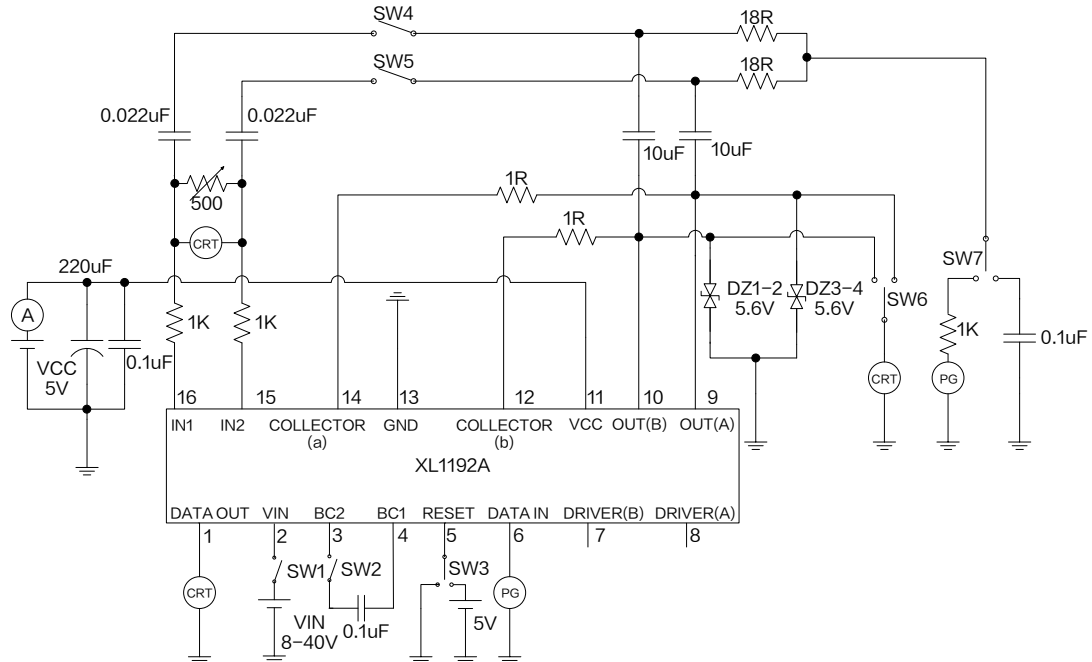 SW4
18R
SW5
18R
0.022uF
0.022uF
10uF
10uF
500
1R
1R
CRT
220uF
SW7
A
1K
1K
DZ1-2
5.6V
DZ3-4
5.6V
SW6
VCC
5V
0.1uF
1K
0.1uF
CRT
PG
16
15
14
13
12
11
10
9
IN1
IN2
COLLECTOR
(a)
GND
COLLECTOR
(b)
VCC
OUT(B)
OUT(A)
XL1192A
DATA OUT
VIN
BC2
BC1
RESET
DATA IN
DRIVER(B)
DRIVER(A)
1
2
3
4
5
6
7
8
SW1
SW2
SW3
CRT
PG
VIN
8-40V
0.1uF
5V